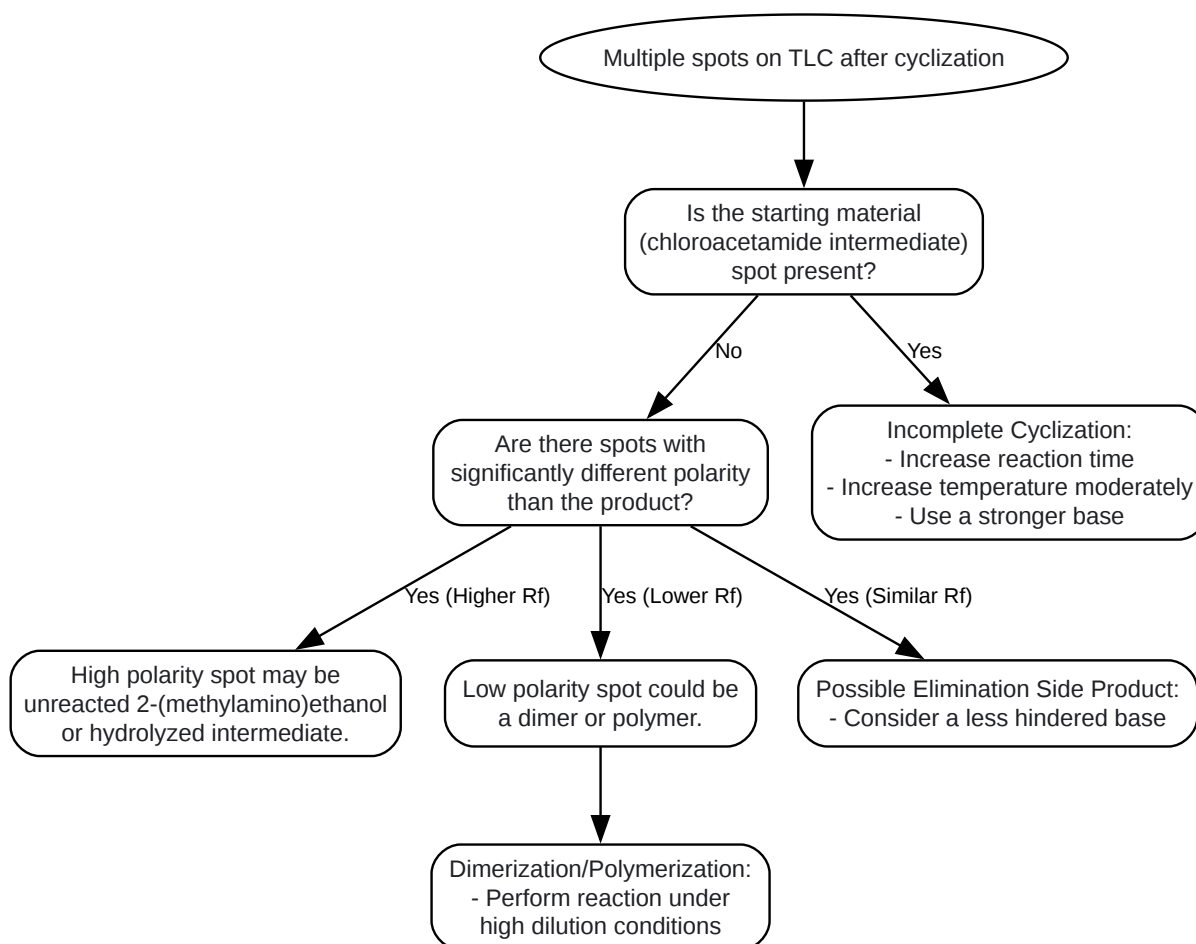 Multiple spots on TLC after cyclization
Is the starting material
(chloroacetamide intermediate)
spot present?
No
Yes
Are there spots with
significantly different polarity
than the product?
Incomplete Cyclization:
- Increase reaction time
- Increase temperature moderately
- Use a stronger base
Yes (Higher Rf)
Yes (Lower Rf)
Yes (Similar Rf)
High polarity spot may be
unreacted 2-(methylamino)ethanol
or hydrolyzed intermediate.
Low polarity spot could be
a dimer or polymer.
Possible Elimination Side Product:
- Consider a less hindered base
Dimerization/Polymerization:
- Perform reaction under
high dilution conditions